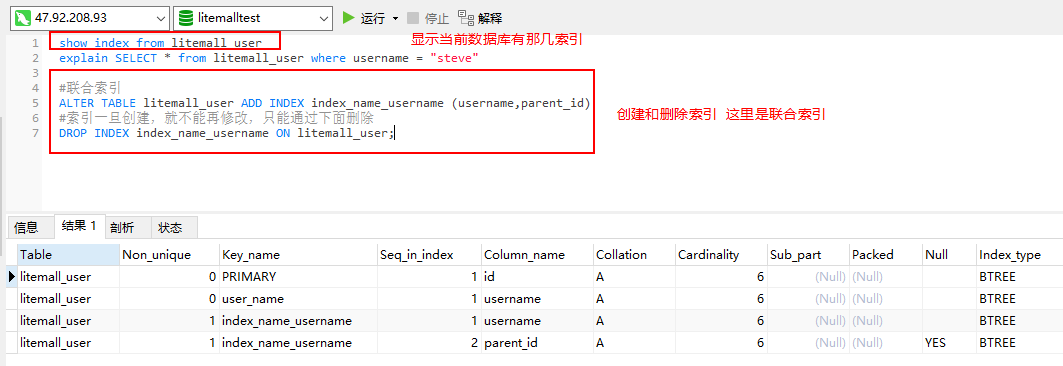 47.92.208.93 litemalltest 运行 停止 解释
1 show index from litemall_user 显示当前数据库有那几索引
2 explain SELECT * from litemall_user where username = "steve"
3
4 #联合索引
5 ALTER TABLE litemall_user ADD INDEX index_name_username (username,parent_id)
6 #索引一旦创建，就不能再修改，只能通过下面删除
7 DROP INDEX index_name_username ON litemall_user;
创建和删除索引 这里是联合索引
信息 结果 1 剖析 状态
Table Non_unique Key_name Seq_in_index Column_name Collation Cardinality Sub_part Packed Null Index_type
litemall_user 0 PRIMARY 1 id A 6 (Null) (Null) BTREE
litemall_user 0 user_name 1 username A 6 (Null) (Null) BTREE
litemall_user 1 index_name_username 1 username A 6 (Null) (Null) BTREE
litemall_user 1 index_name_username 2 parent_id A 6 (Null) (Null) YES BTREE